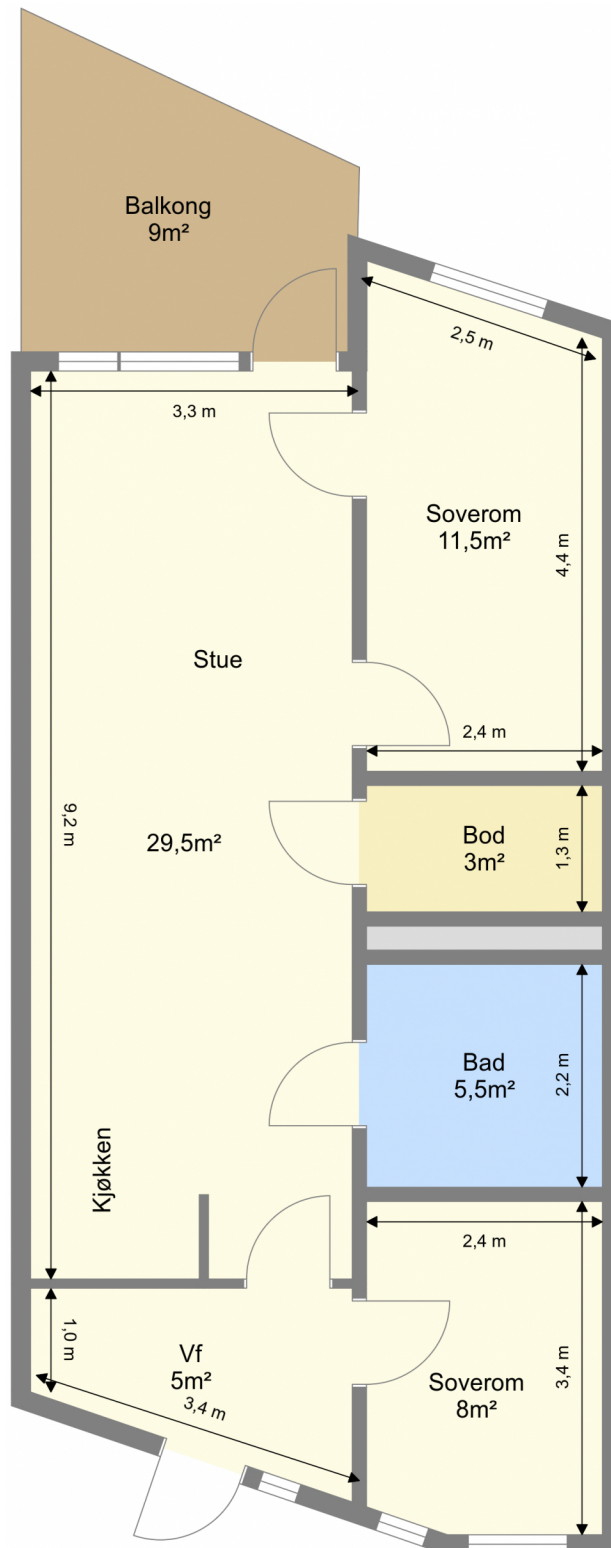 Balkong
9m²
2,5 m
3,3 m
Soverom
11,5m²
4,4 m
Stue
2,4 m
9,2 m
29,5m²
Bod
3m²
1,3 m
Bad
5,5m²
2,2 m
Kjøkken
2,4 m
1,0 m
Vf
5m²
3,4 m
Soverom
8m²
3,4 m